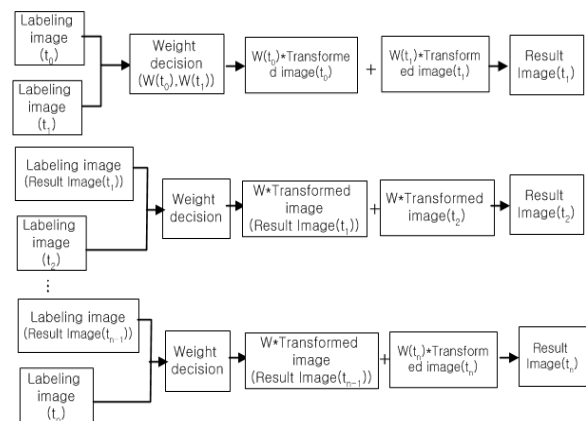 Labeling
image
(t₀)
Labeling
image
(t₁)
Weight
decision
(W(t₀),W(t₁))
W(t₀)*Transforme
d image(t₀)
+
W(t₁)*Transform
ed image(t₁)
Result
Image(t₁)
Labeling image
(Result Image(t₁))
Labeling
image
(t₂)
Weight
decision
W*Transformed
image
(Result Image(t₁))
+
W*Transformed
image(t₂)
Result
Image(t₂)
⋮
Labeling image
(Result Image(tₙ₋₁))
Labeling
image
(tₙ)
Weight
decision
W*Transformed
image
(Result Image(tₙ₋₁))
+
W(tₙ)*Transform
ed image(tₙ)
Result
Image(tₙ)